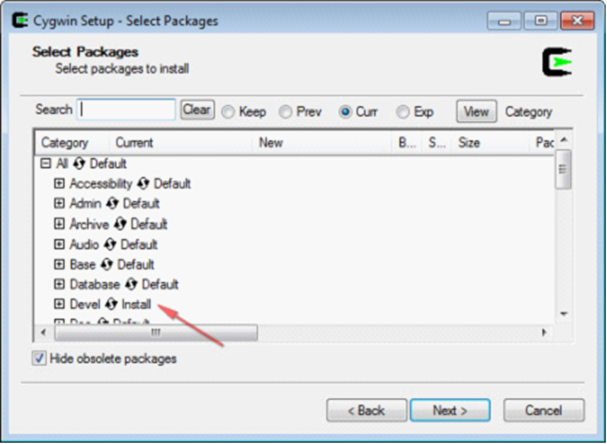 Cygwin Setup - Select Packages
Select Packages
Select packages to install
Search Clear Keep Prev Curr Exp View Category
Category Current New B... S... Size Pac
All Default
Accessibility Default
Admin Default
Archive Default
Audio Default
Base Default
Database Default
Devel Install
Doc Default
Hide obsolete packages
< Back Next > Cancel